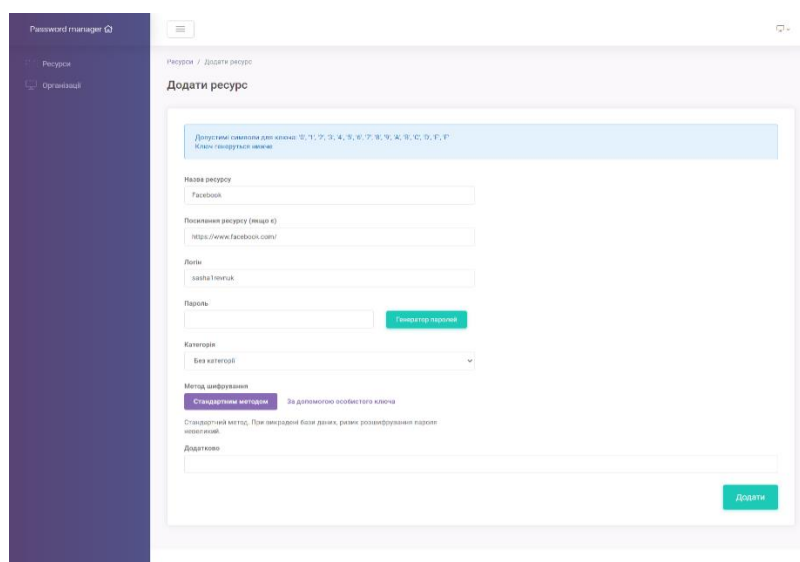 Password manager
Ресурси
Організації
Ресурси / Додати ресурс
Додати ресурс
Допустимі символи для ключа: '0', '1', '2', '3', '4', '5', '6', '7', '8', '9', 'A', 'B', 'C', 'D', 'E', 'F'
Ключ генерується нижче
Назва ресурсу
Facebook
Посилання ресурсу (якщо є)
https://www.facebook.com/
Логін
Пароль
Генератор паролей
Категорія
Без категорії
Метод шифрування
Стандартним методом
За допомогою особистого ключа
Стандартний метод. При викрадені бази даних, ризик розшифрування пароля
невеликий.
Додатково
Додати